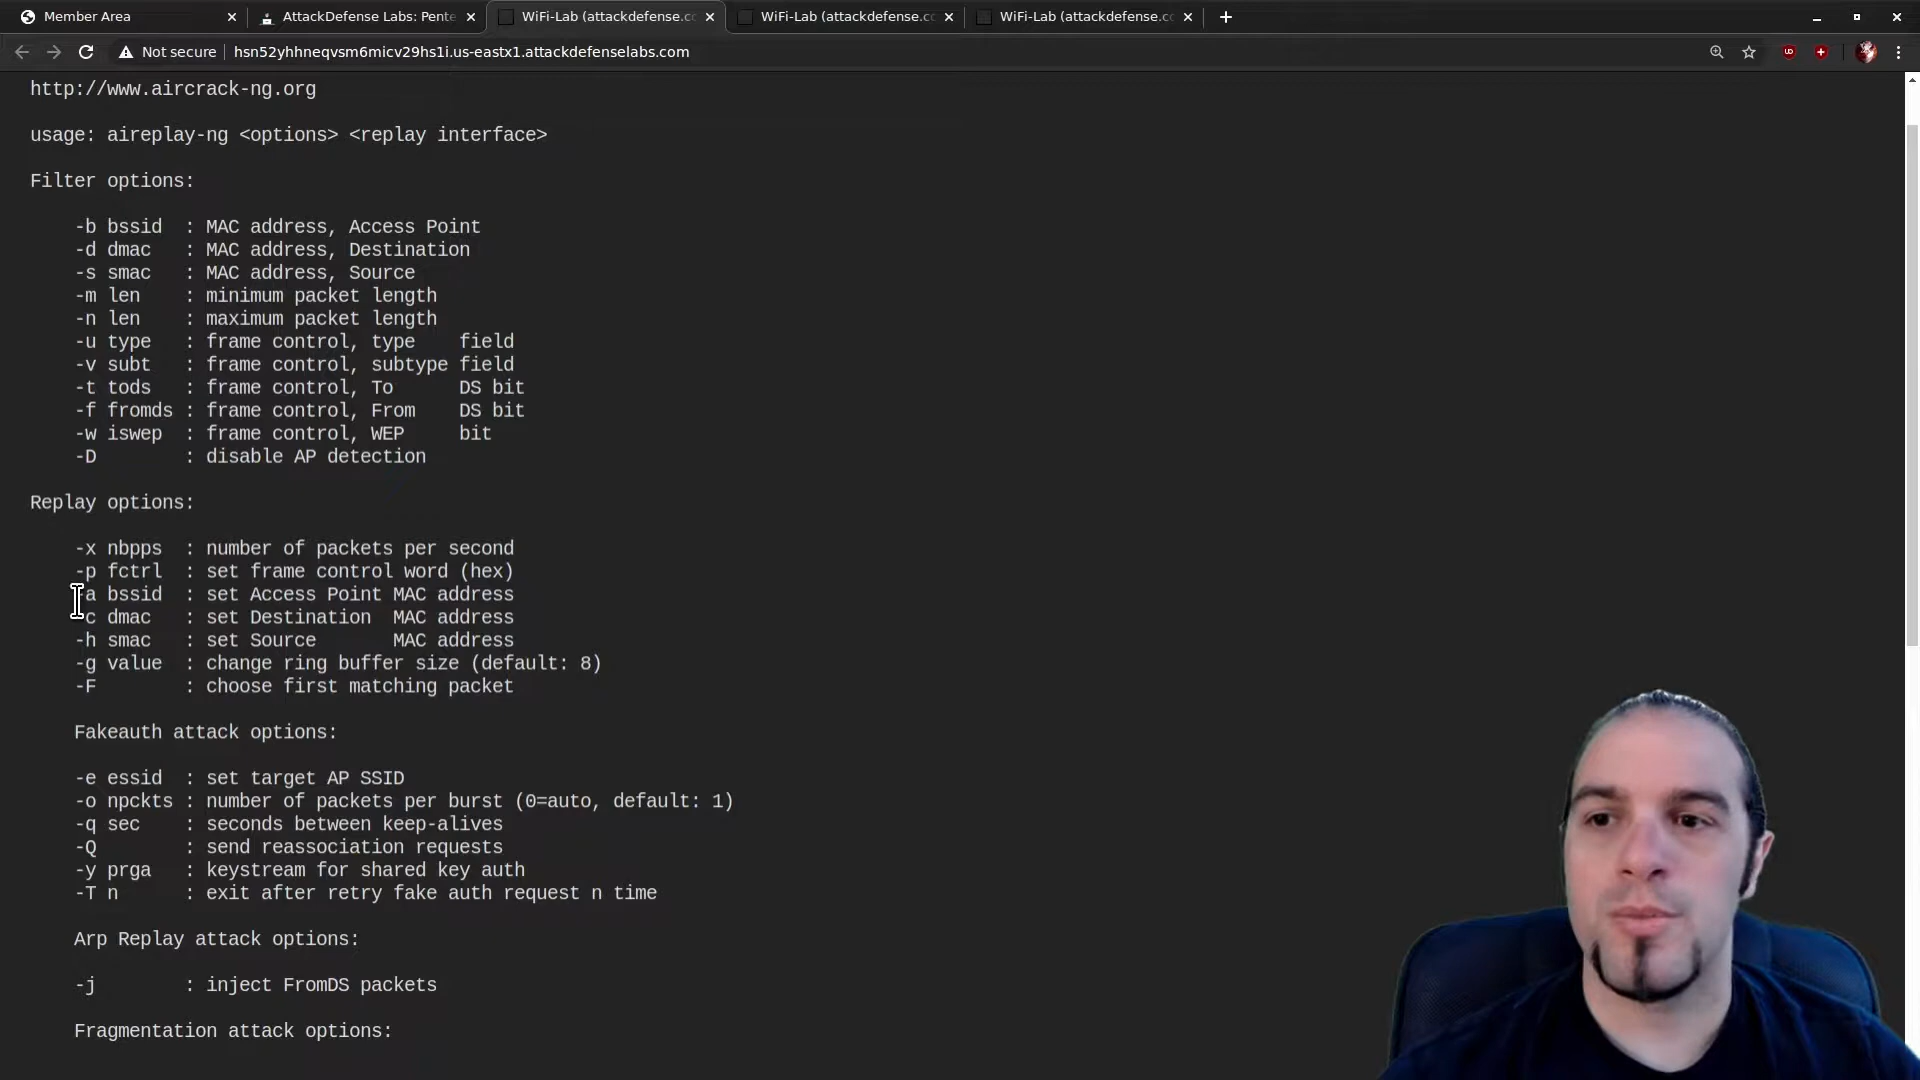 Member Area
AttackDefense Labs: Pente
WiFi-Lab (attackdefense.co
WiFi-Lab (attackdefense.co
WiFi-Lab (attackdefense.co
Not secure
hsn52yhhneqvsm6micv29hs1i.us-eastx1.attackdefenselabs.com
http://www.aircrack-ng.org
usage: aireplay-ng <options> <replay interface>
Filter options:
-b bssid  : MAC address, Access Point
-d dmac   : MAC address, Destination
-s smac   : MAC address, Source
-m len    : minimum packet length
-n len    : maximum packet length
-u type   : frame control, type    field
-v subt   : frame control, subtype field
-t tods   : frame control, To      DS bit
-f fromds : frame control, From    DS bit
-w iswep  : frame control, WEP     bit
-D        : disable AP detection
Replay options:
-x nbpps  : number of packets per second
-p fctrl  : set frame control word (hex)
-a bssid  : set Access Point MAC address
-c dmac   : set Destination  MAC address
-h smac   : set Source       MAC address
-g value  : change ring buffer size (default: 8)
-F        : choose first matching packet
Fakeauth attack options:
-e essid  : set target AP SSID
-o npckts : number of packets per burst (0=auto, default: 1)
-q sec    : seconds between keep-alives
-Q        : send reassociation requests
-y prga   : keystream for shared key auth
-T n      : exit after retry fake auth request n time
Arp Replay attack options:
-j        : inject FromDS packets
Fragmentation attack options: